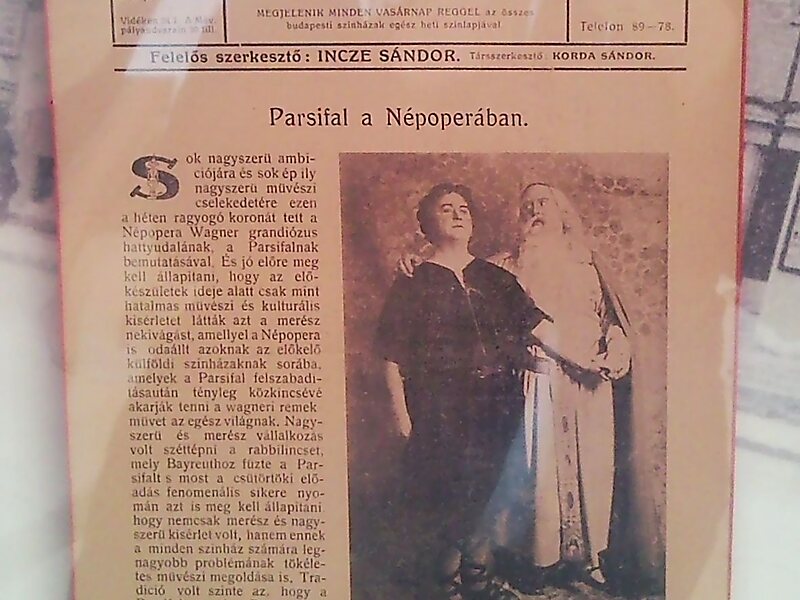 Vidéken
pályaudvarain 30 fill.
MEGJELENIK MINDEN VASÁRNAP REGGEL az összes
budapesti színházak egész heti színlapjával
Telefon 89—78.
Felelős szerkesztő: INCZE SÁNDOR. Társszerkesztő: KORDA SÁNDOR.
Parsifal a Népoperában.
Sok nagyszerü ambi-
ciójára és sok ép ily
nagyszerü müvészi
cselekedetére ezen
a héten ragyogó koronát tett a
Népopera Wagner grandiózus
hattyudalának, a Parsifalnak
bemutatásával. És jó előre meg
kell állapitani, hogy az elő-
készületek ideje alatt csak mint
hatalmas müvészi és kulturális
kisérletet látták azt a merész
nekivágást, amellyel a Népopera
is odaállt azoknak az előkelő
külföldi szinházaknak sorába,
amelyek a Parsifal felszabadi-
tásaután tényleg közkincsévé
akarják tenni a wagneri remek
müvet az egész világnak. Nagy-
szerü és merész vállalkozás
volt széttépni a rabbilincset,
mely Bayreuthoz füzte a Par-
sifalt s most a csütörtöki elő-
adás fenomenális sikere nyo-
mán azt is meg kell állapitani
hogy nemcsak merész és nagy-
szerü kisérlet volt, hanem ennek
a minden szinház számára leg-
nagyobb problémának tökéle-
tes müvészi megoldása is. Tra-
dició volt szinte az, hogy a